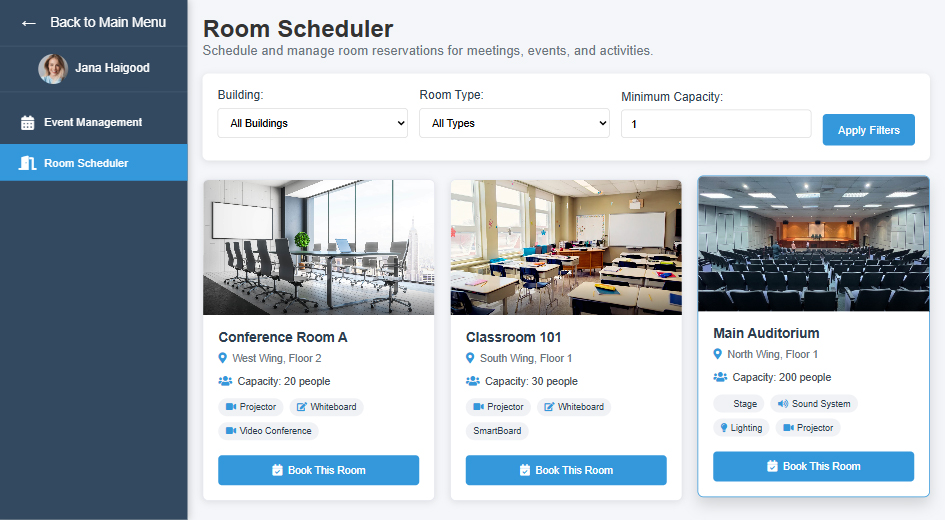 ← Back to Main Menu
Jana Haigood
Event Management
Room Scheduler
Room Scheduler
Schedule and manage room reservations for meetings, events, and activities.
Building:
All Buildings
Room Type:
All Types
Minimum Capacity:
1
Apply Filters
Conference Room A
West Wing, Floor 2
Capacity: 20 people
Projector Whiteboard
Video Conference
Book This Room
Classroom 101
South Wing, Floor 1
Capacity: 30 people
Projector Whiteboard
SmartBoard
Book This Room
Main Auditorium
North Wing, Floor 1
Capacity: 200 people
Stage Sound System
Lighting Projector
Book This Room